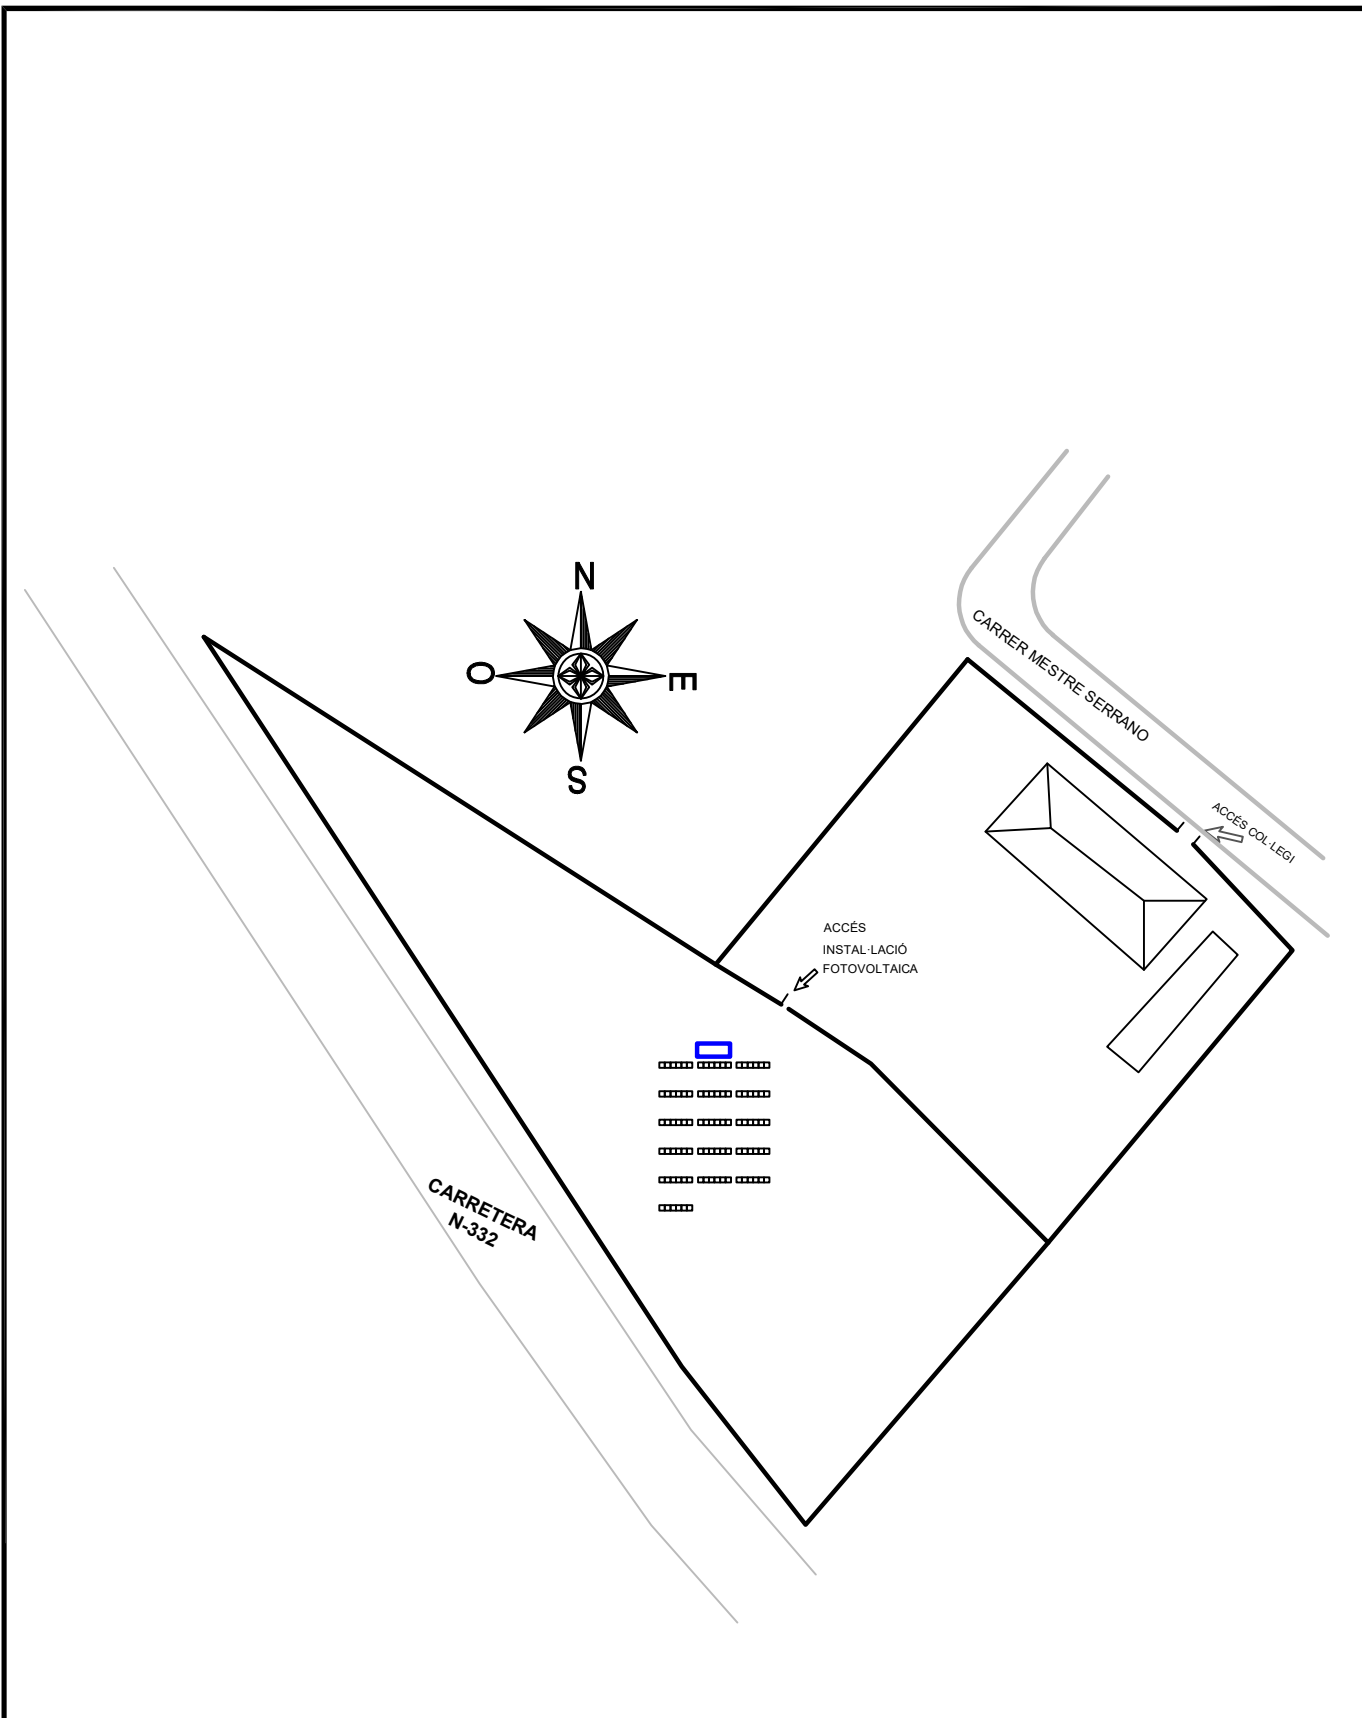 N
O
E
S
CARRER MESTRE SERRANO
ACCÉS COL·LEGI
ACCÉS
INSTAL·LACIÓ
FOTOVOLTAICA
CARRETERA
N-332